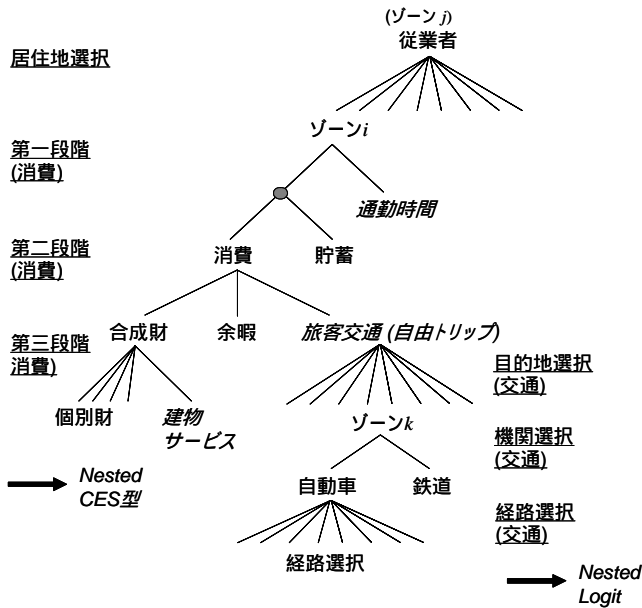 (ゾーン j)
従業者
居住地選択
ゾーンi
第一段階
(消費)
通勤時間
第二段階
(消費)
消費
貯蓄
合成財
余暇
旅客交通 (自由トリップ)
第三段階
消費)
目的地選択
(交通)
個別財
建物
サービス
ゾーンk
機関選択
(交通)
Nested
CES型
自動車
鉄道
経路選択
(交通)
経路選択
Nested
Logit